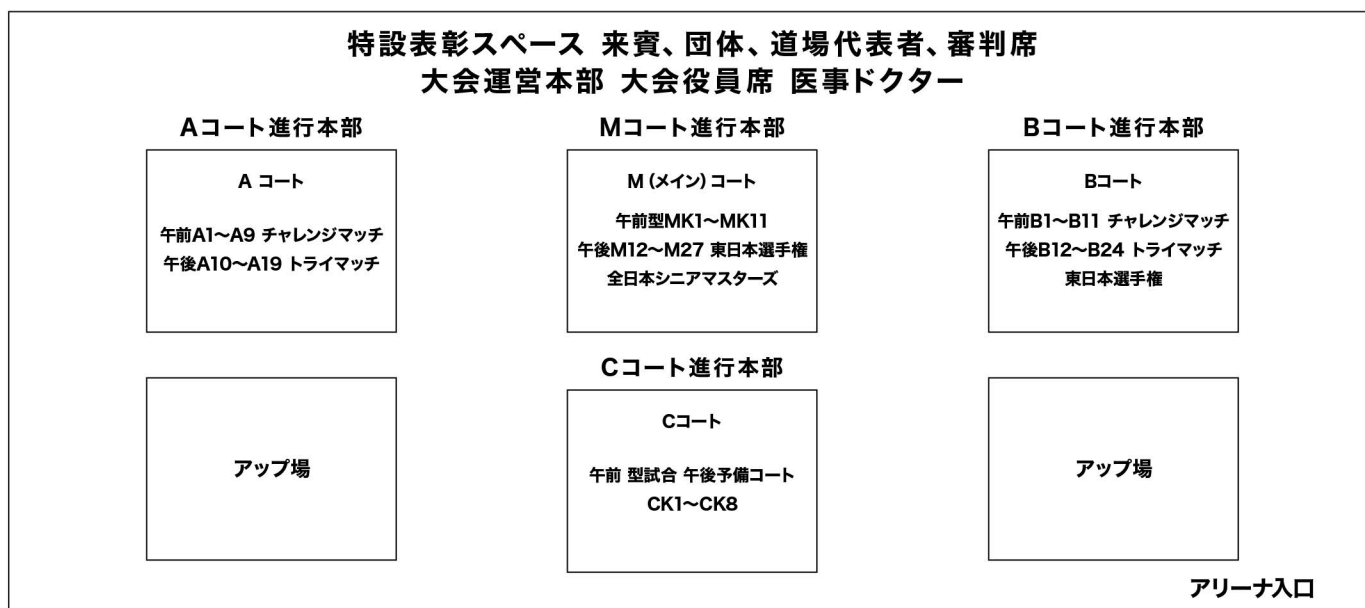 特設表彰スペース 来賓、団体、道場代表者、審判席
大会運営本部 大会役員席 医事ドクター
Aコート進行本部
A コート
午前A1〜A9 チャレンジマッチ
午後A10〜A19 トライマッチ
Mコート進行本部
M(メイン)コート
午前型MK1〜MK11
午後M12〜M27 東日本選手権
全日本シニアマスターズ
Bコート進行本部
Bコート
午前B1〜B11 チャレンジマッチ
午後B12〜B24 トライマッチ
東日本選手権
アップ場
Cコート進行本部
Cコート
午前 型試合 午後予備コート
CK1〜CK8
アップ場
アリーナ入口